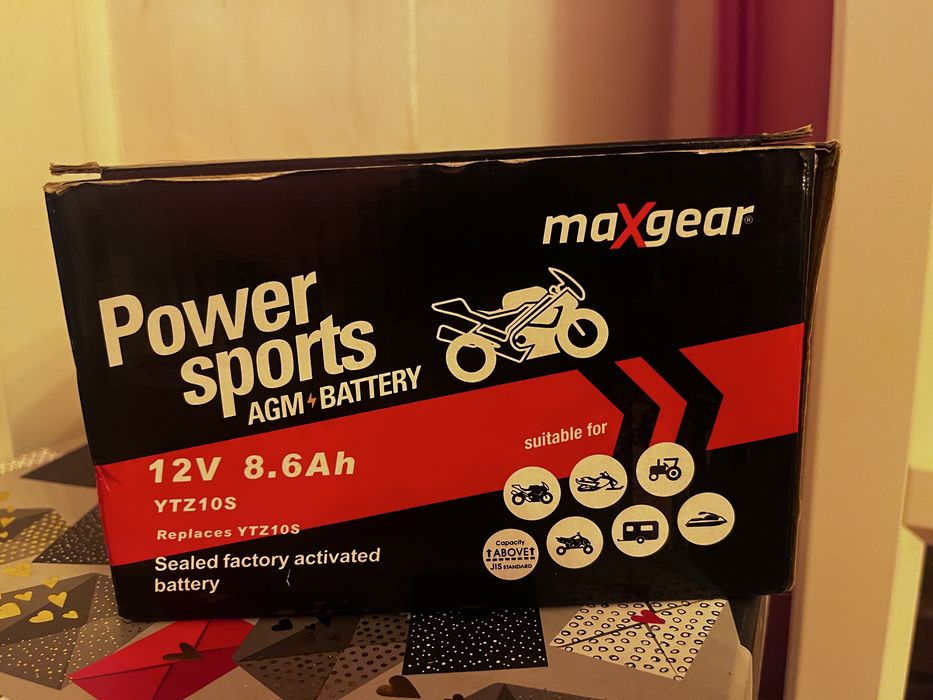 maXgear®
Power
sports
AGM BATTERY
12V 8.6Ah
YTZ10S
Replaces YTZ10S
Sealed factory activated
battery
suitable for
Capacity
ABOVE
JIS STANDARD